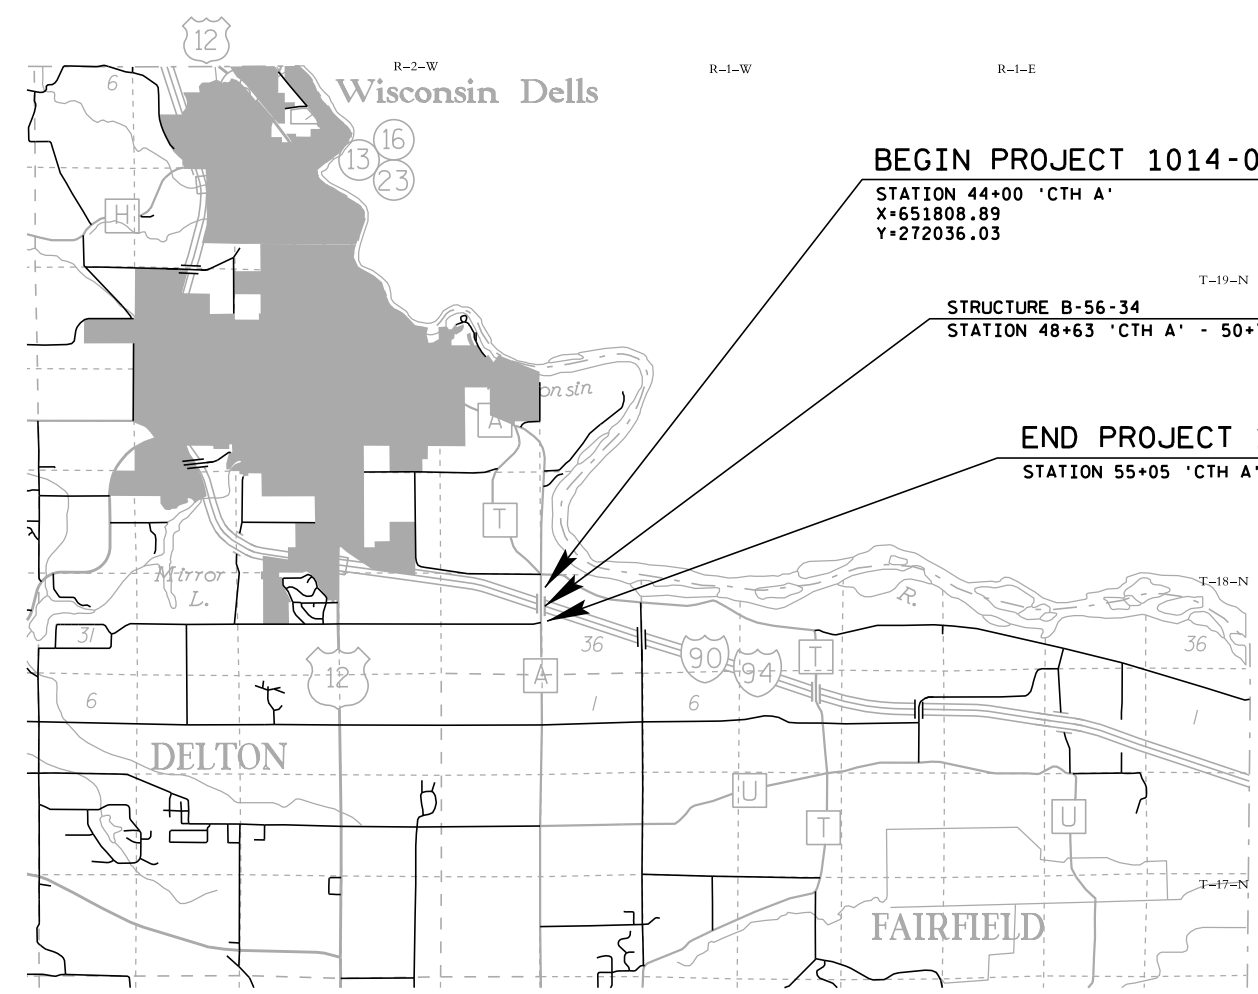 12
R-2-W
R-1-W
R-1-E
6
Wisconsin Dells
16
13
23
BEGIN PROJECT 1014-0
STATION 44+00 'CTH A'
X=651808.89
Y=272036.03
H
T-19-N
STRUCTURE B-56-34
STATION 48+63 'CTH A' - 50+
onsin
A
END PROJECT
STATION 55+05 'CTH A'
T
Mirror
L.
R.
T-18-N
31
36
90
94
T
36
12
A
6
1
6
1
DELTON
U
T
U
T-17-N
FAIRFIELD